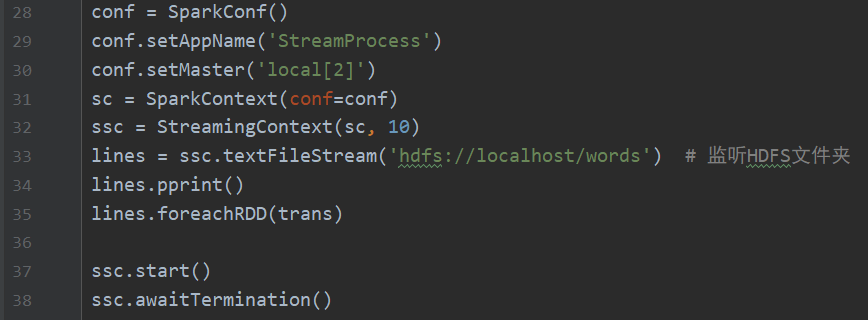 28 conf = SparkConf()
29 conf.setAppName('StreamProcess')
30 conf.setMaster('local[2]')
31 sc = SparkContext(conf=conf)
32 ssc = StreamingContext(sc, 10)
33 lines = ssc.textFileStream('hdfs://localhost/words')  # 监听HDFS文件夹
34 lines.pprint()
35 lines.foreachRDD(trans)
36
37 ssc.start()
38 ssc.awaitTermination()